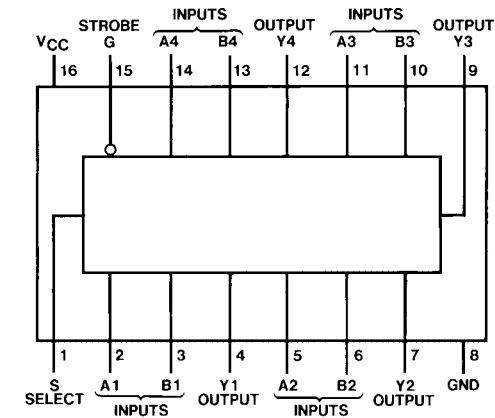 INPUTS INPUTS
STROBE OUTPUT OUTPUT
VCC G A4 B4 Y4 A3 B3 Y3
16 15 14 13 12 11 10 9
1 2 3 4 5 6 7 8
S A1 B1 Y1 A2 B2 Y2 GND
SELECT OUTPUT OUTPUT
INPUTS INPUTS